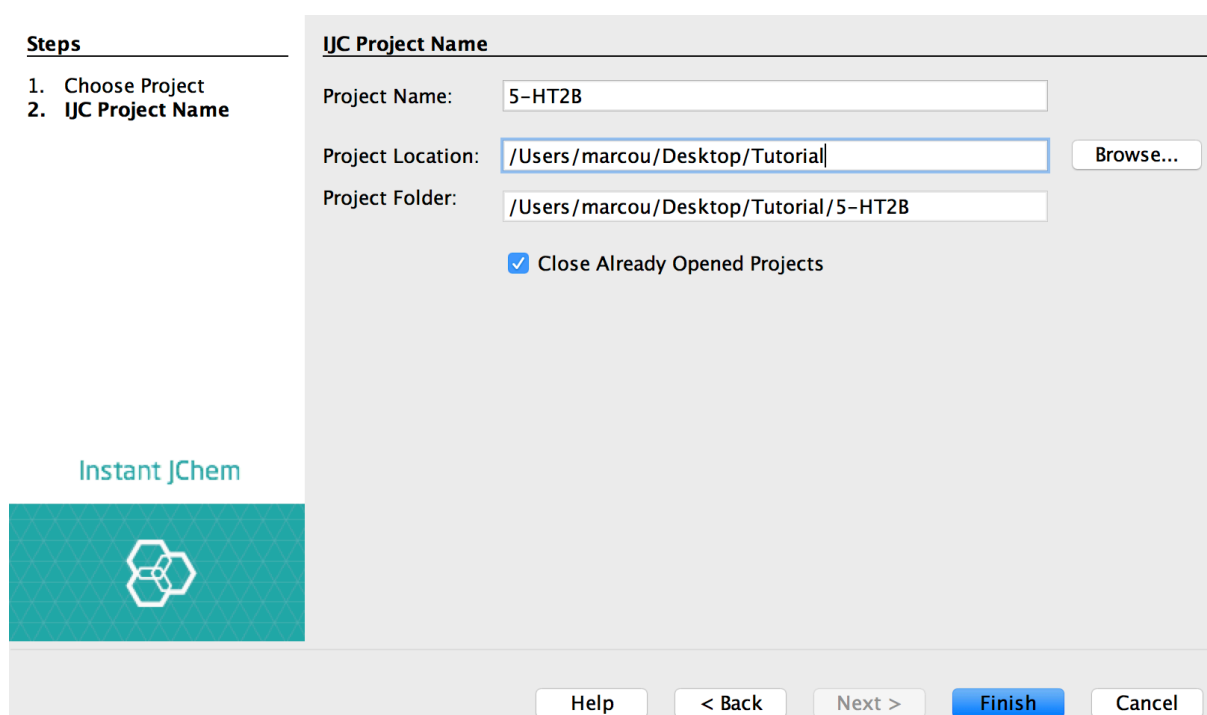 Steps
1. Choose Project
2. IJC Project Name
Instant JChem
IJC Project Name
Project Name: 5-HT2B
Project Location: /Users/marcou/Desktop/Tutorial Browse...
Project Folder: /Users/marcou/Desktop/Tutorial/5-HT2B
Close Already Opened Projects
Help < Back Next > Finish Cancel